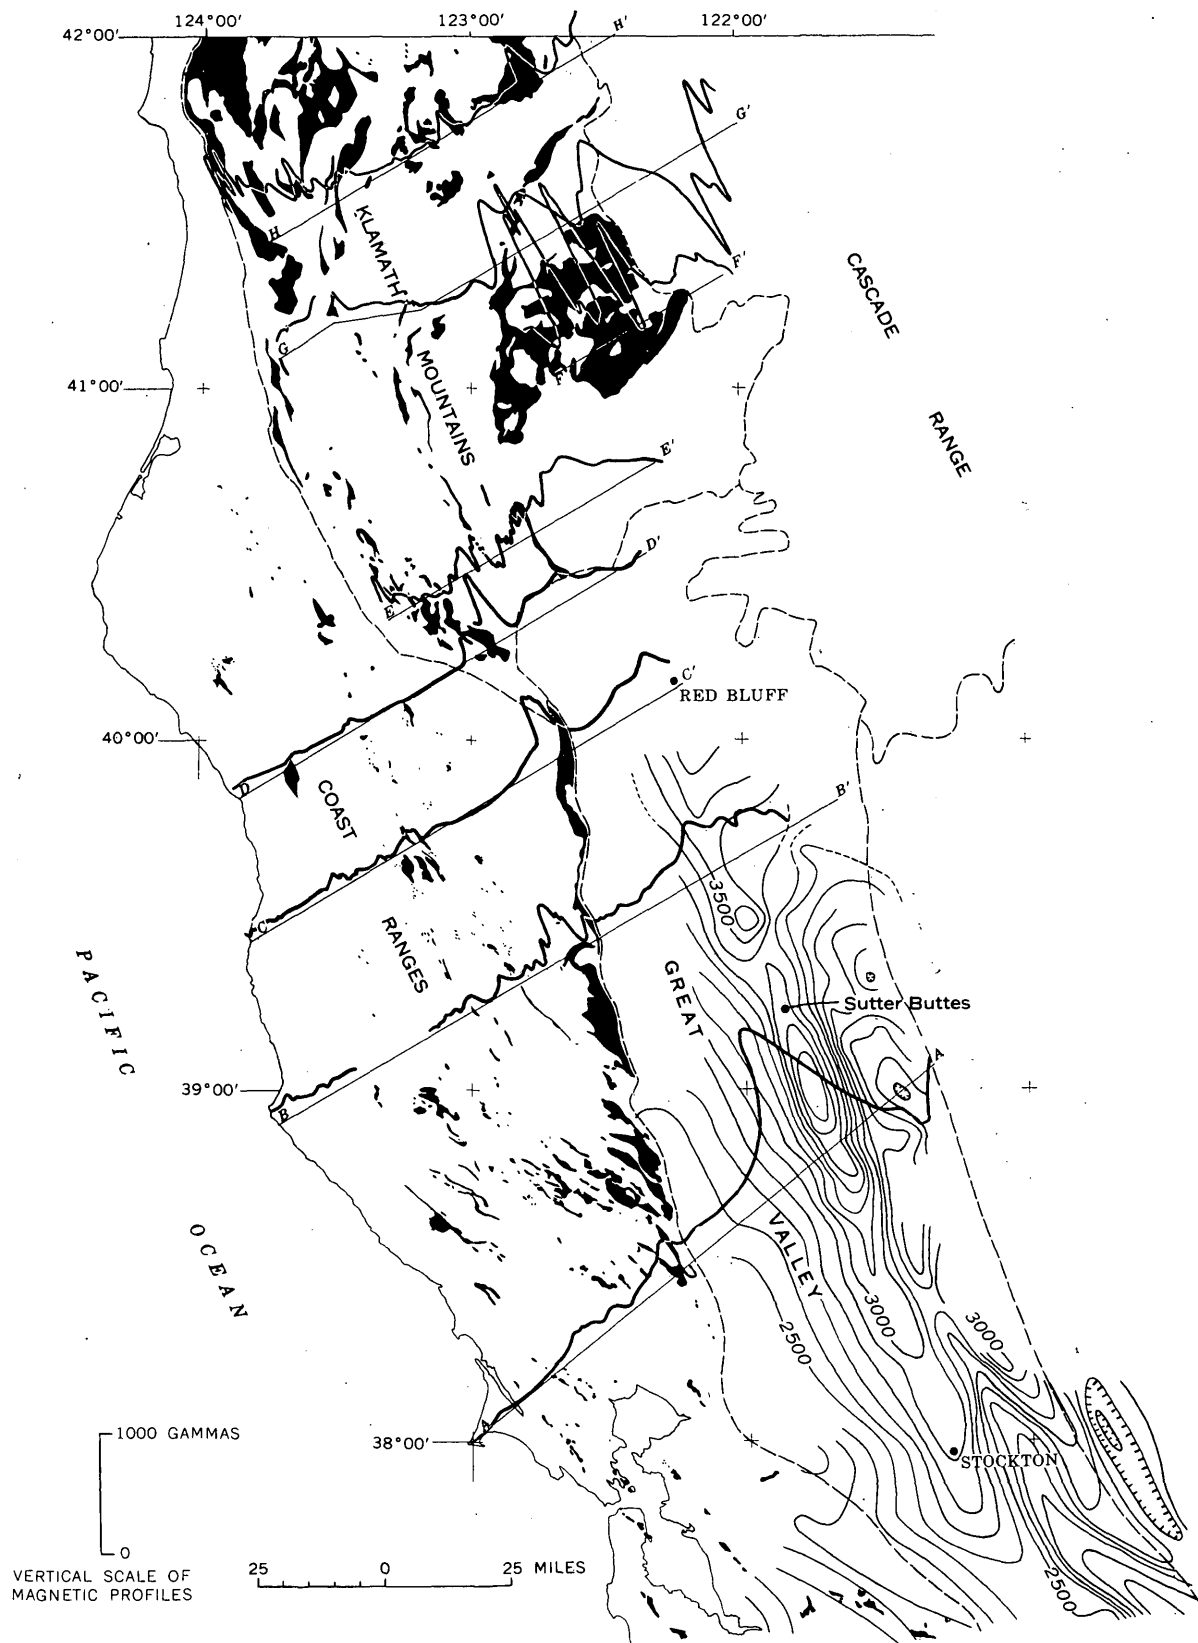 124°00'
123°00'
122°00'
42°00'
H'
G'
H
KLAMATH
CASCADE
F'
G
F
MOUNTAINS
41°00'
RANGE
E'
D'
E
C'
RED BLUFF
40°00'
D
COAST
B'
3500
C
RANGES
GREAT
PACIFIC
Sutter Buttes
A
39°00'
B
OCEAN
VALLEY
3000
2500
3000
A
1000 GAMMAS
38°00'
STOCKTON
0
VERTICAL SCALE OF
MAGNETIC PROFILES
25 0 25 MILES
2500